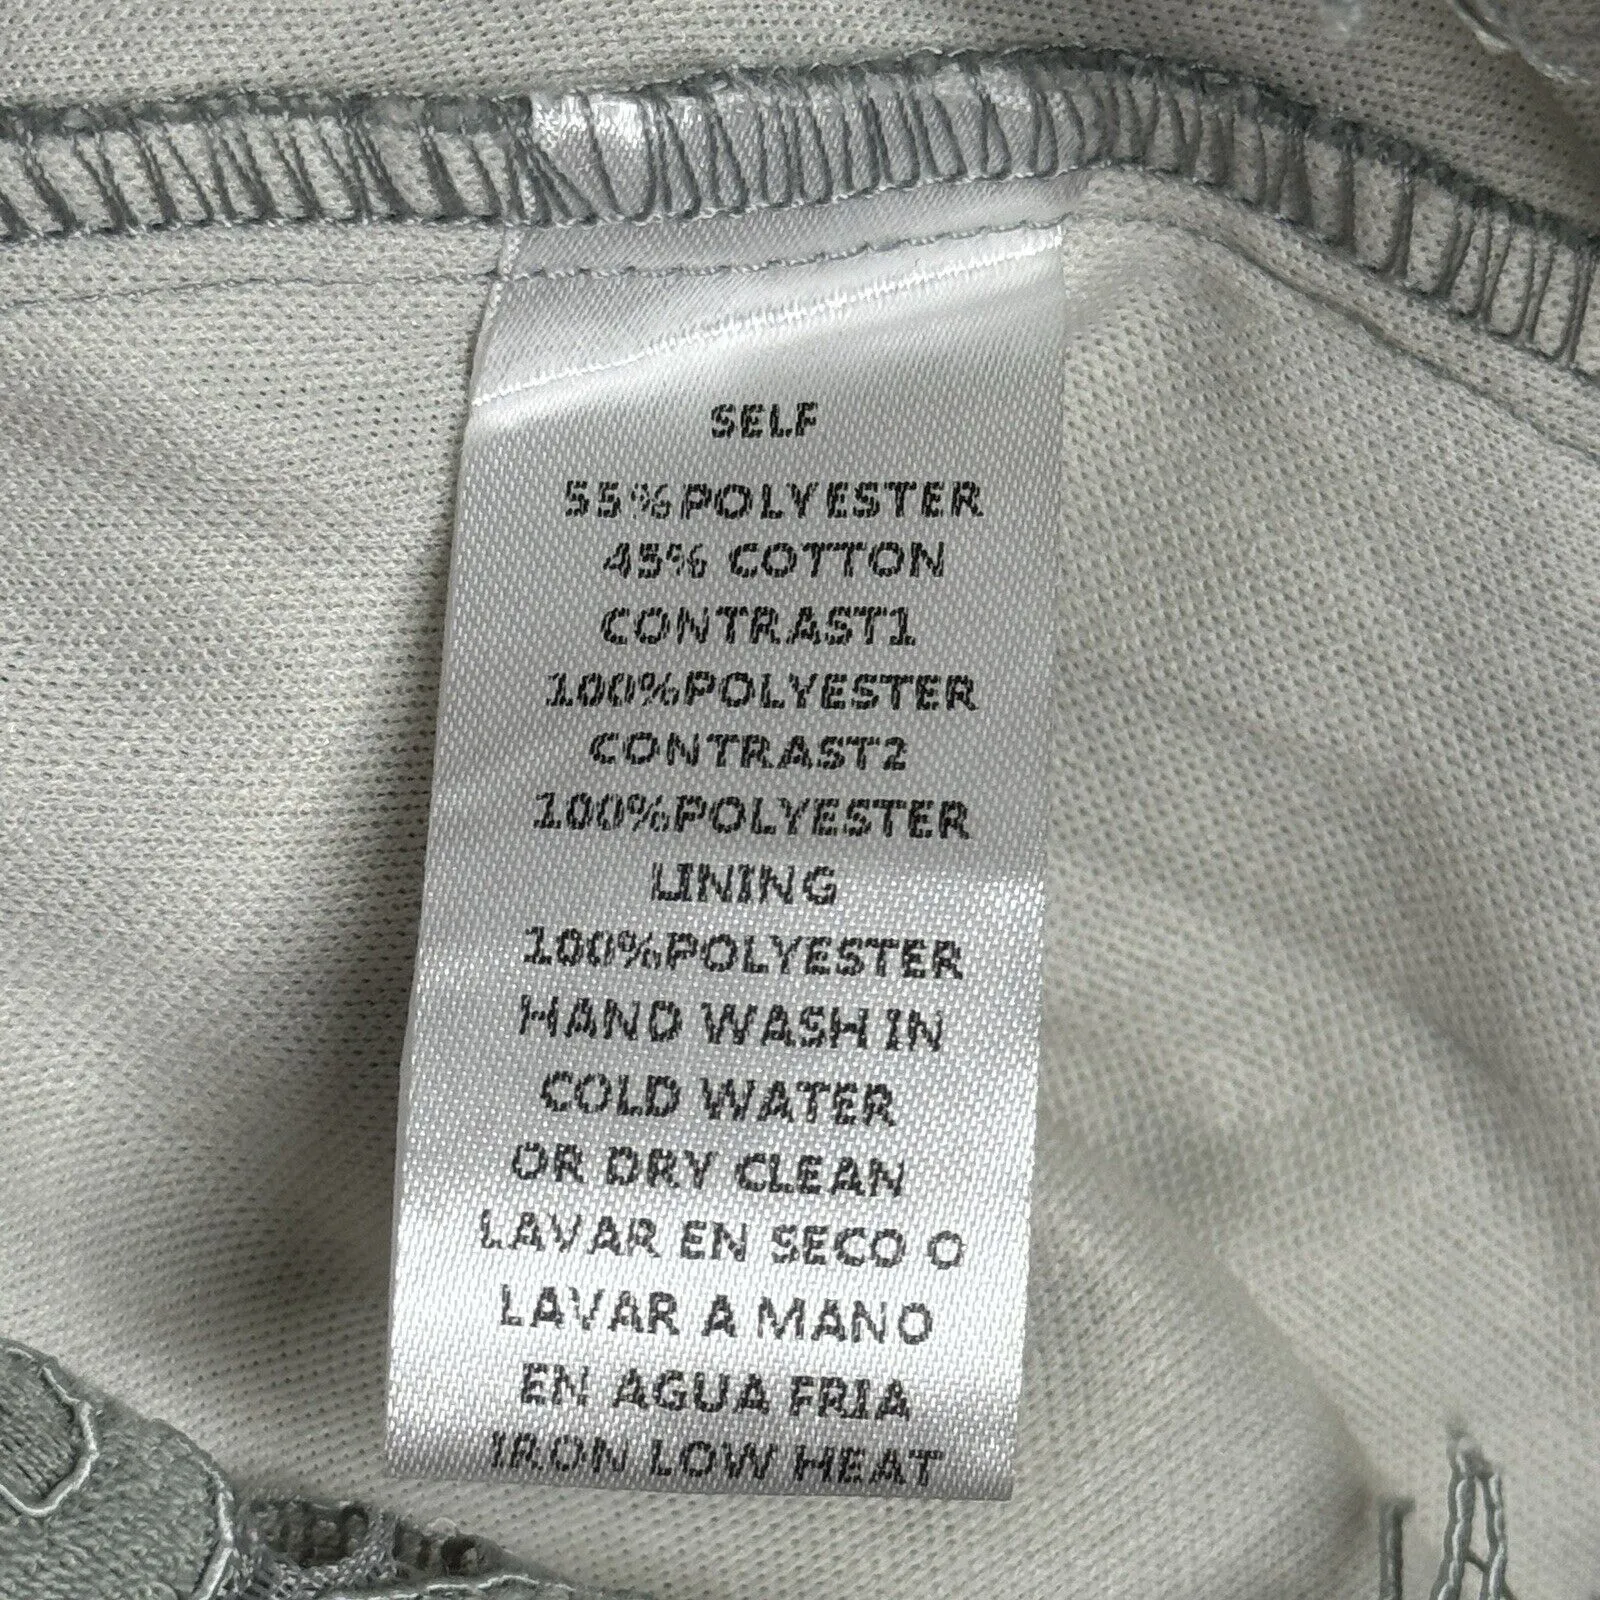 SELF
55%POLYESTER
45% COTTON
CONTRAST1
100%POLYESTER
CONTRAST2
100%POLYESTER
LINING
100%POLYESTER
HAND WASH IN
COLD WATER
OR DRY CLEAN
LAVAR EN SECO O
LAVAR A MANO
EN AGUA FRIA
IRON LOW HEAT